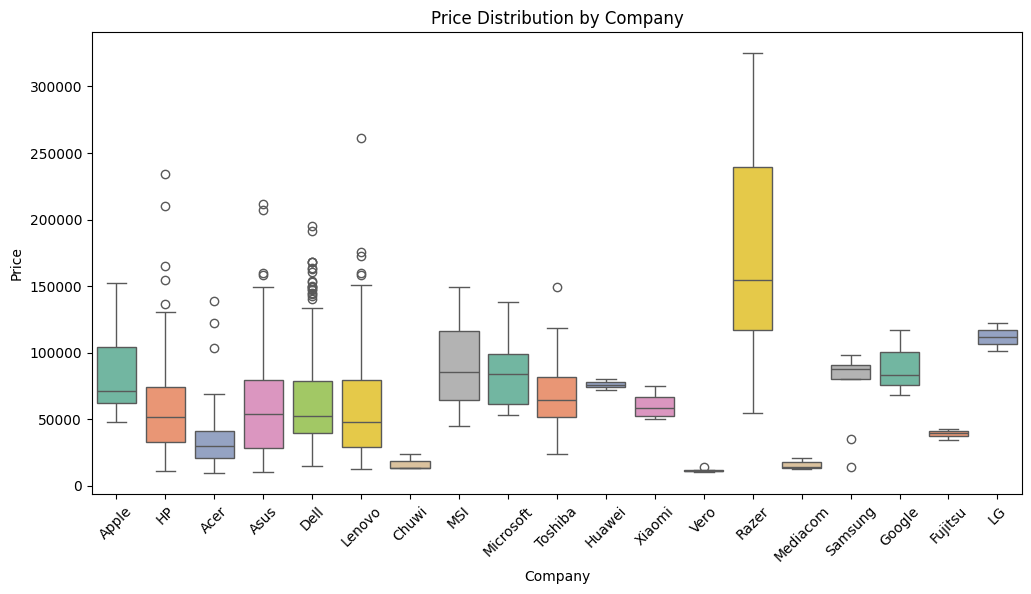 Price Distribution by Company
Price
300000
250000
200000
150000
100000
50000
0
Apple
HP
Acer
Asus
Dell
Lenovo
Chuwi
MSI
Microsoft
Toshiba
Huawei
Xiaomi
Vero
Razer
Mediacom
Samsung
Google
Fujitsu
LG
Company